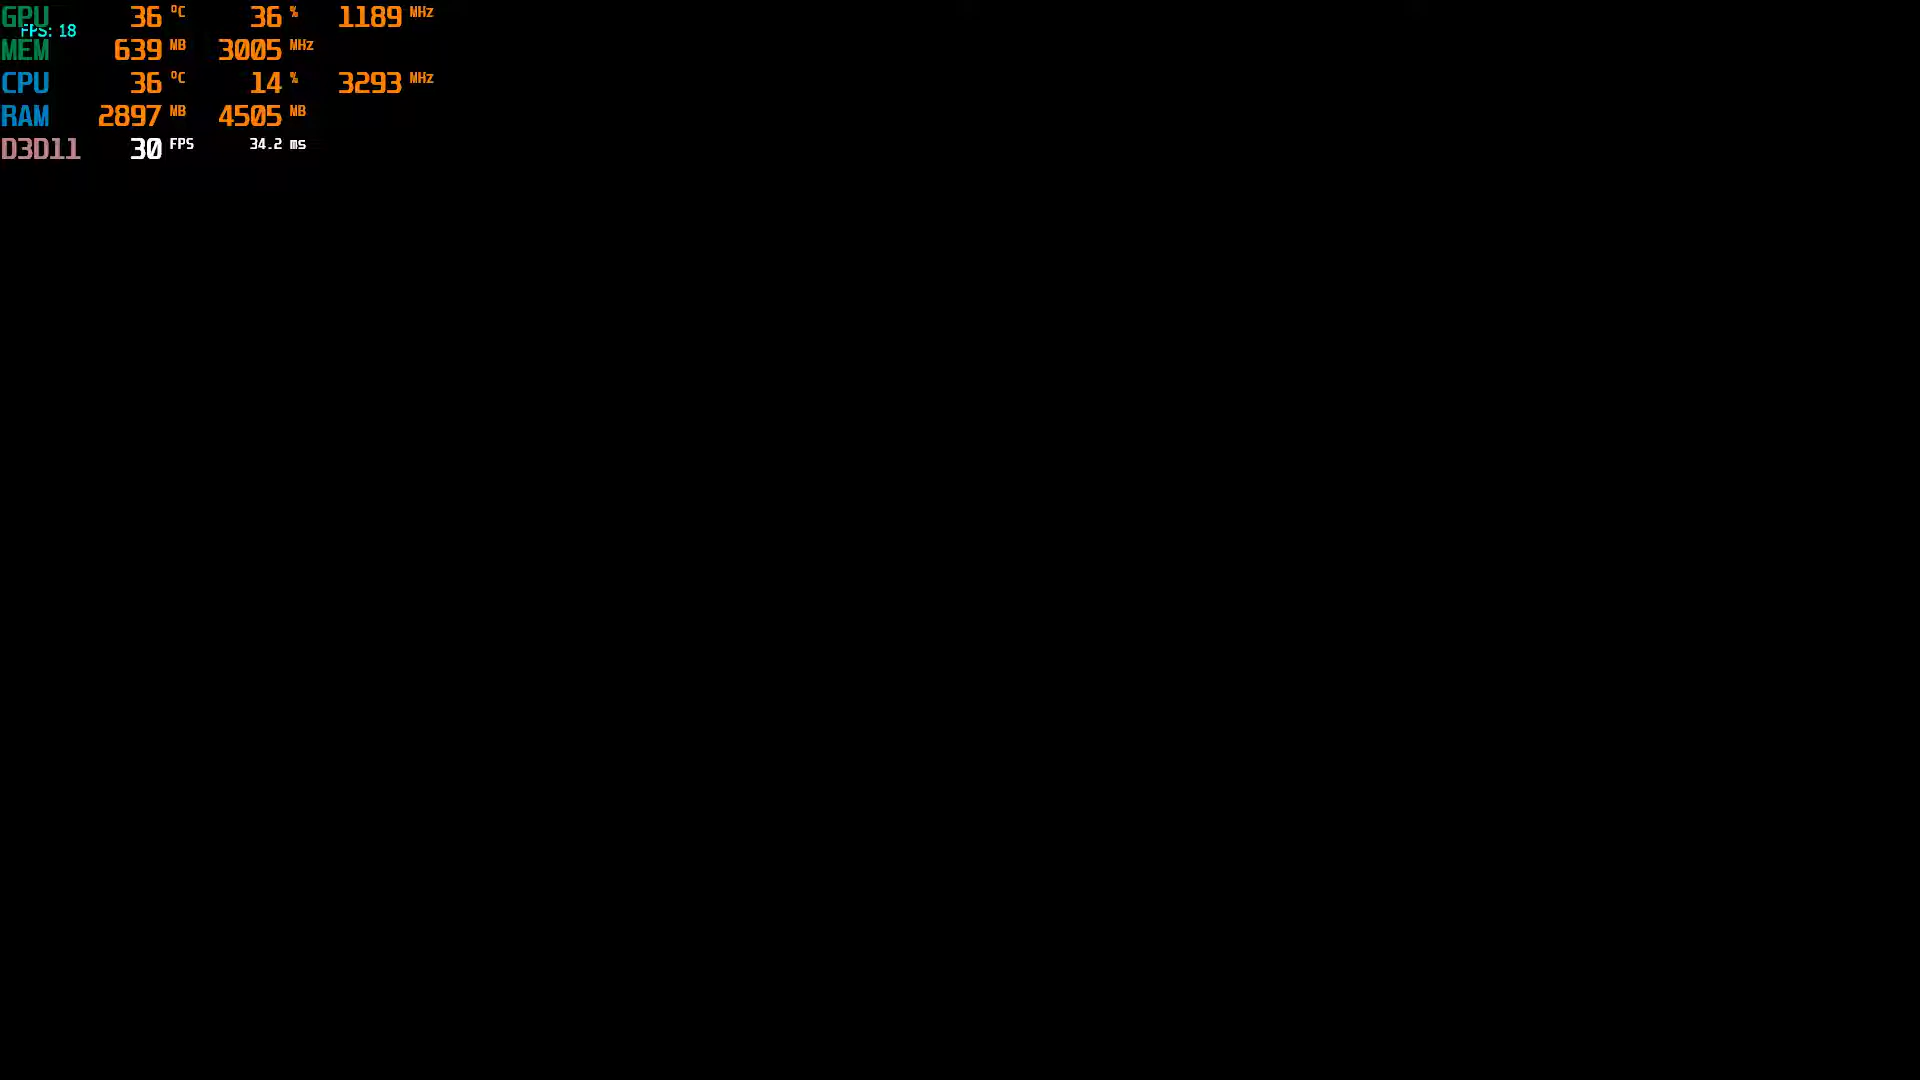 GPU 36 °C 36 % 1189 MHz
FPS: 18
MEM 639 MB 3005 MHz
CPU 36 °C 14 % 3293 MHz
RAM 2897 MB 4505 MB
D3D11 30 FPS 34.2 ms